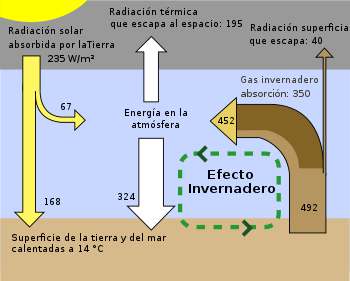 Radiación térmica
que escapa al espacio: 195
Radiación solar
absorbida por laTierra
235 W/m²
Radiación superficia
que escapa: 40
Gas invernadero
absorción: 350
67
Energía en la
atmósfera
452
Efecto
Invernadero
168
324
492
Superficie de la tierra y del mar
calentadas a 14 °C